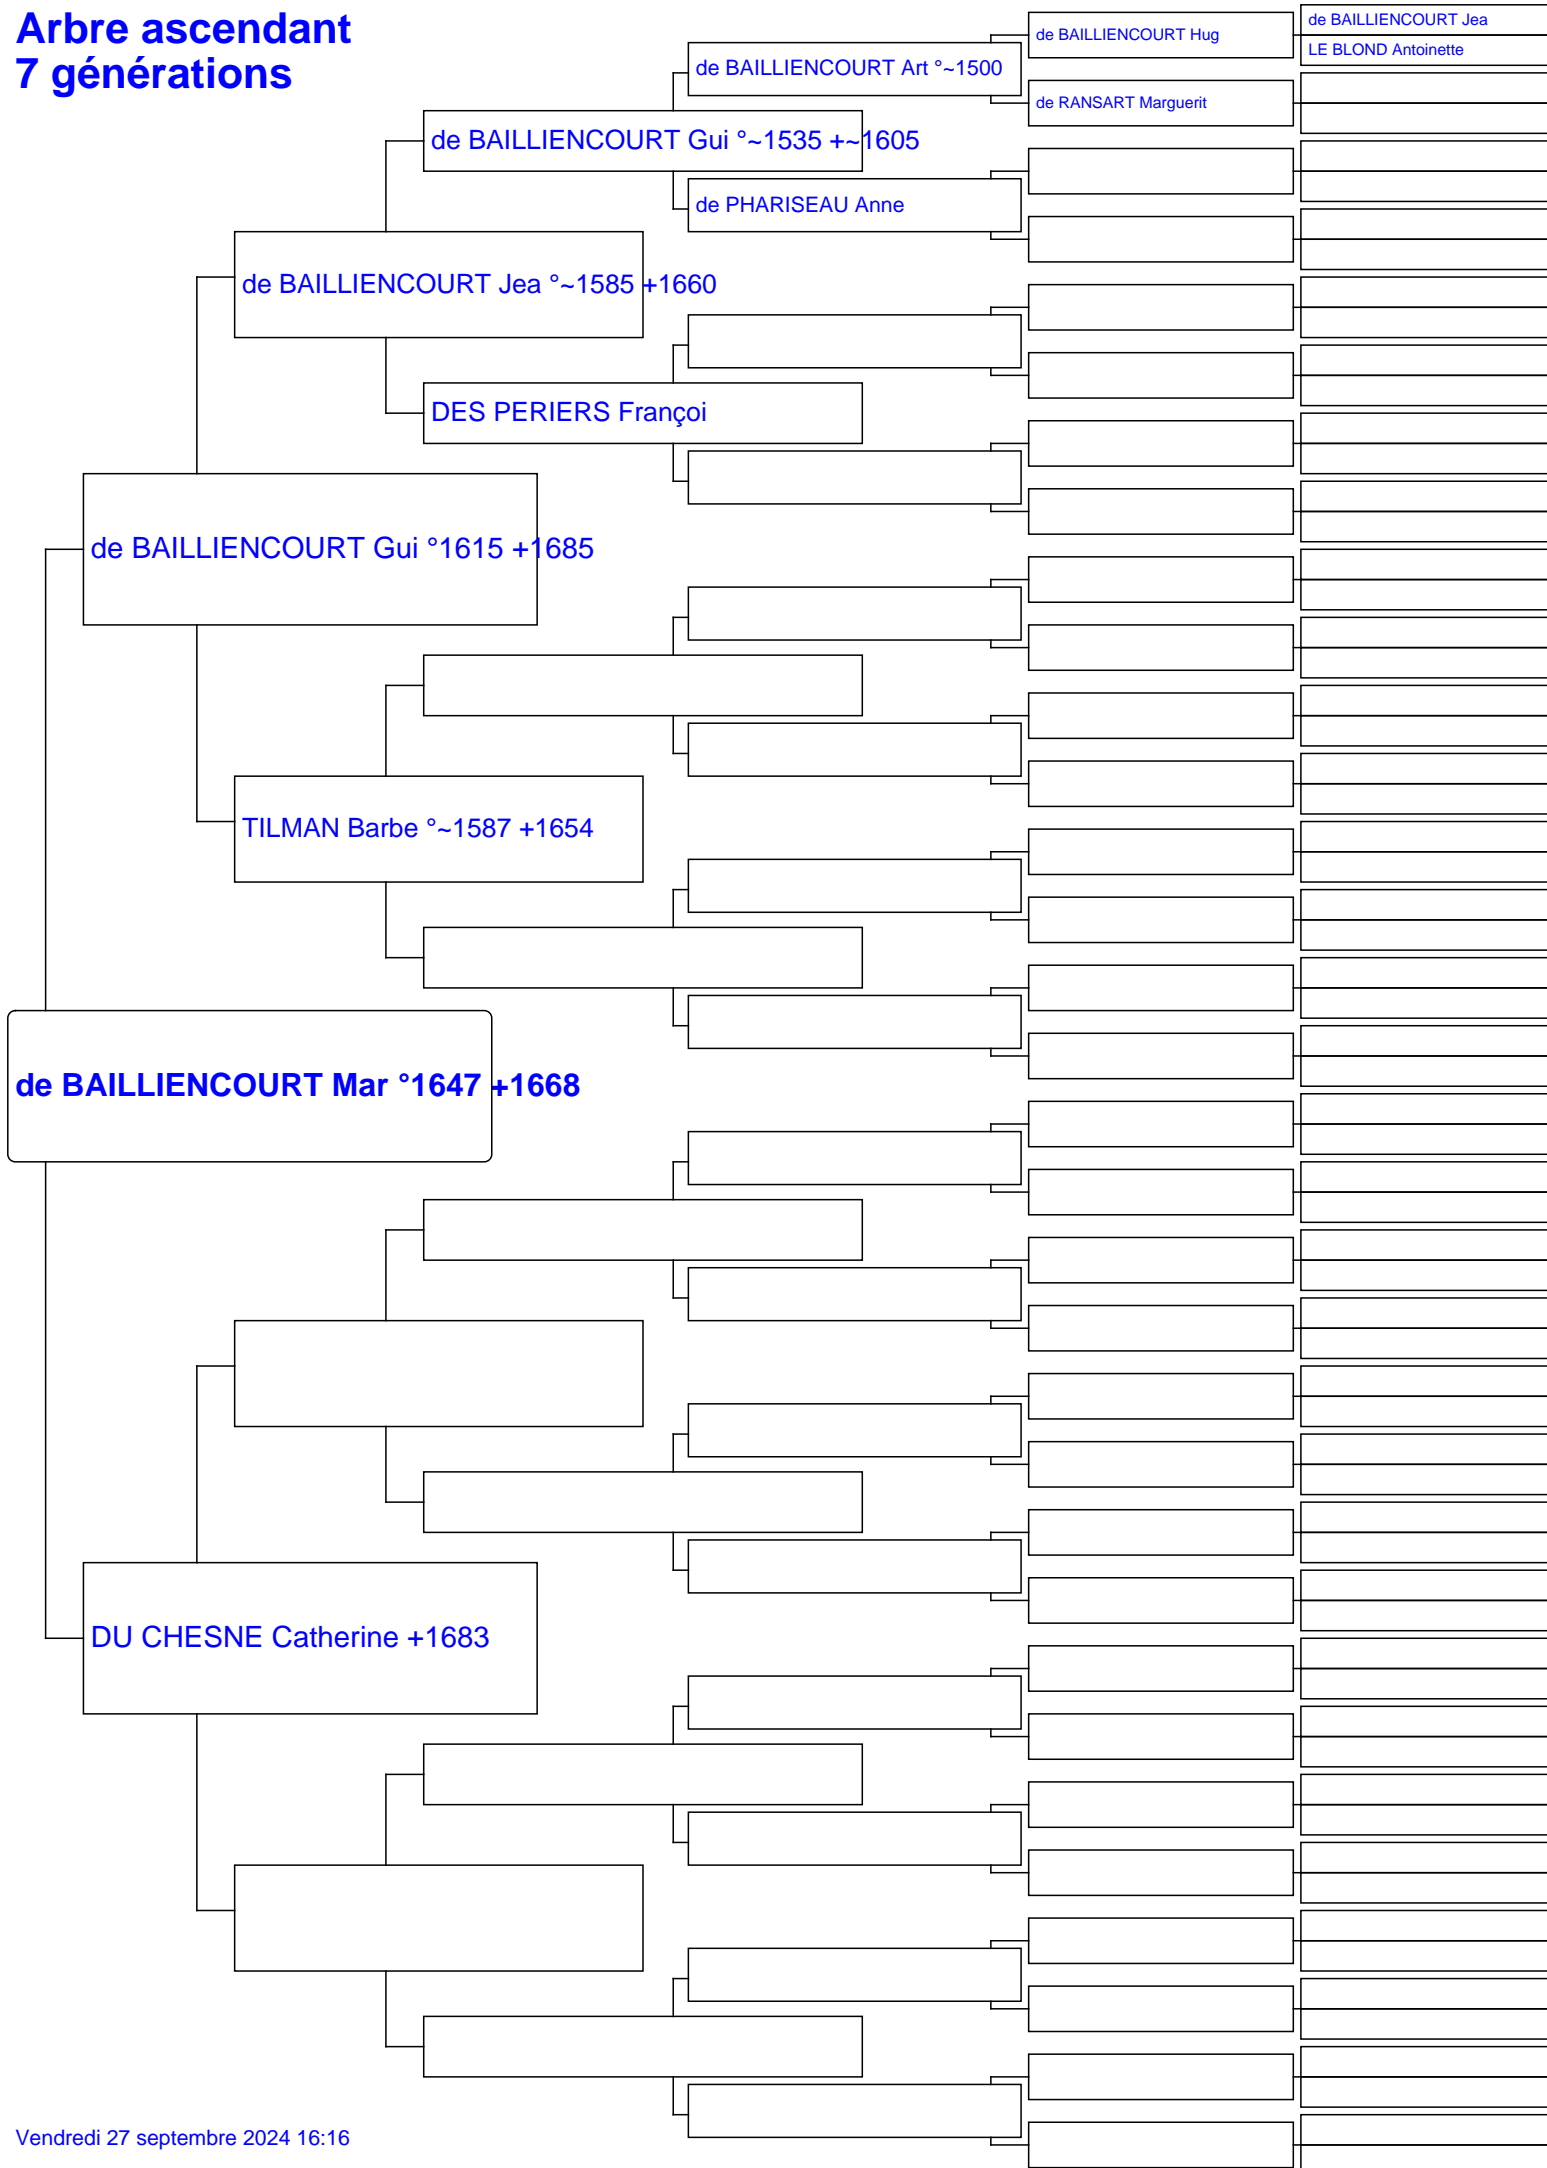 Arbre ascendant
7 générations
de BAILLIENCOURT Jea
LE BLOND Antoinette
de BAILLIENCOURT Hug
de BAILLIENCOURT Art °~1500
de RANSART Marguerit
de BAILLIENCOURT Gui °~1535 +~1605
de PHARISEAU Anne
de BAILLIENCOURT Jea °~1585 +1660
DES PERIERS Françoi
de BAILLIENCOURT Gui °1615 +1685
TILMAN Barbe °~1587 +1654
de BAILLIENCOURT Mar °1647 +1668
DU CHESNE Catherine +1683
Vendredi 27 septembre 2024 16:16